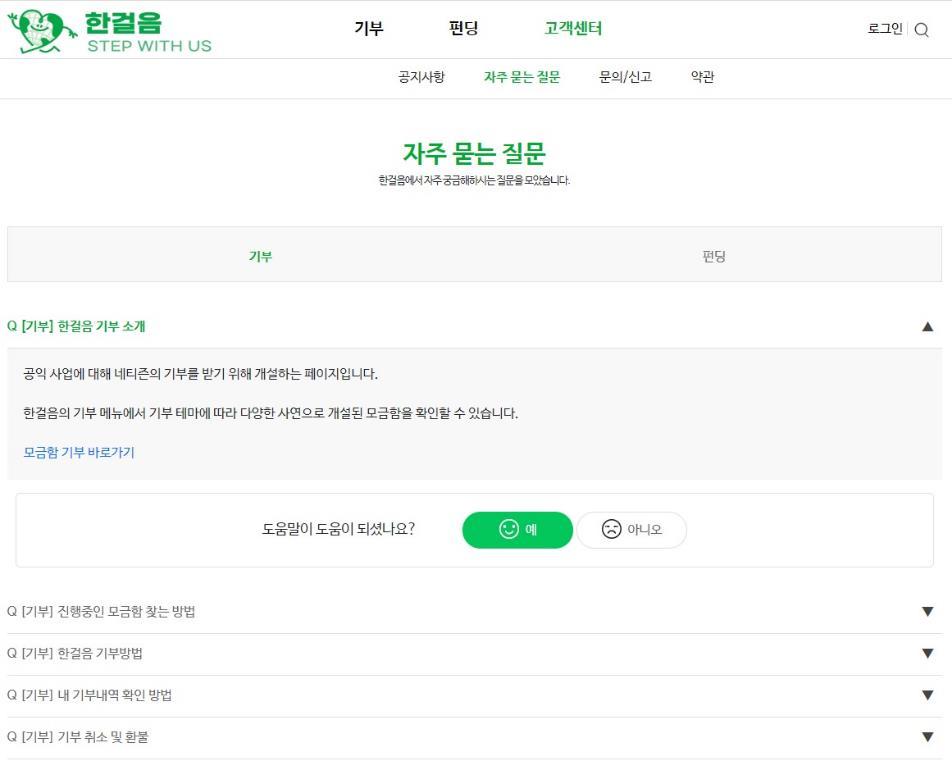 한걸음
STEP WITH US
기부 펀딩 고객센터
로그인
공지사항 자주 묻는 질문 문의/신고 약관
자주 묻는 질문
한걸음에서 자주 궁금해하시는 질문을 모았습니다.
기부 펀딩
Q [기부] 한걸음 기부 소개 ▲
공익 사업에 대해 네티즌의 기부를 받기 위해 개설하는 페이지입니다.
한걸음의 기부 메뉴에서 기부 테마에 따라 다양한 사연으로 개설된 모금함을 확인할 수 있습니다.
모금함 기부 바로가기
도움말이 도움이 되셨나요? 예 아니오
Q [기부] 진행중인 모금함 찾는 방법 ▼
Q [기부] 한걸음 기부방법 ▼
Q [기부] 내 기부내역 확인 방법 ▼
Q [기부] 기부 취소 및 환불 ▼